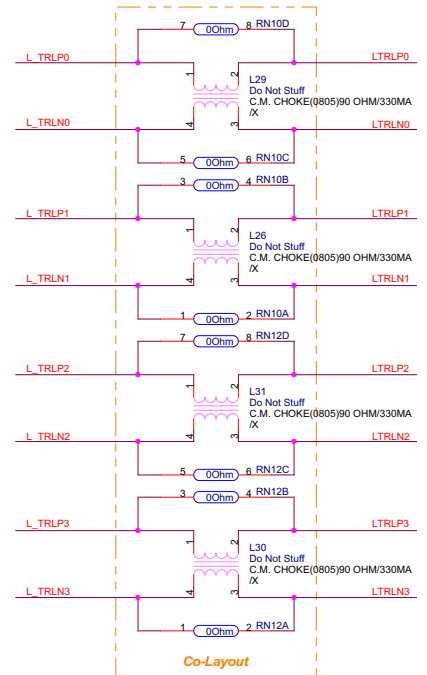 7 0Ohm 8 RN10D
L_TRLP0 LTRLP0
1 2 L29
Do Not Stuff
C.M. CHOKE(0805)90 OHM/330MA
/X
L_TRLN0 4 3 LTRLN0
5 0Ohm 6 RN10C
3 0Ohm 4 RN10B
L_TRLP1 LTRLP1
1 2 L26
Do Not Stuff
C.M. CHOKE(0805)90 OHM/330MA
/X
L_TRLN1 4 3 LTRLN1
1 0Ohm 2 RN10A
7 0Ohm 8 RN12D
L_TRLP2 LTRLP2
1 2 L31
Do Not Stuff
C.M. CHOKE(0805)90 OHM/330MA
/X
L_TRLN2 4 3 LTRLN2
5 0Ohm 6 RN12C
3 0Ohm 4 RN12B
L_TRLP3 LTRLP3
1 2 L30
Do Not Stuff
C.M. CHOKE(0805)90 OHM/330MA
/X
L_TRLN3 4 3 LTRLN3
1 0Ohm 2 RN12A
Co-Layout